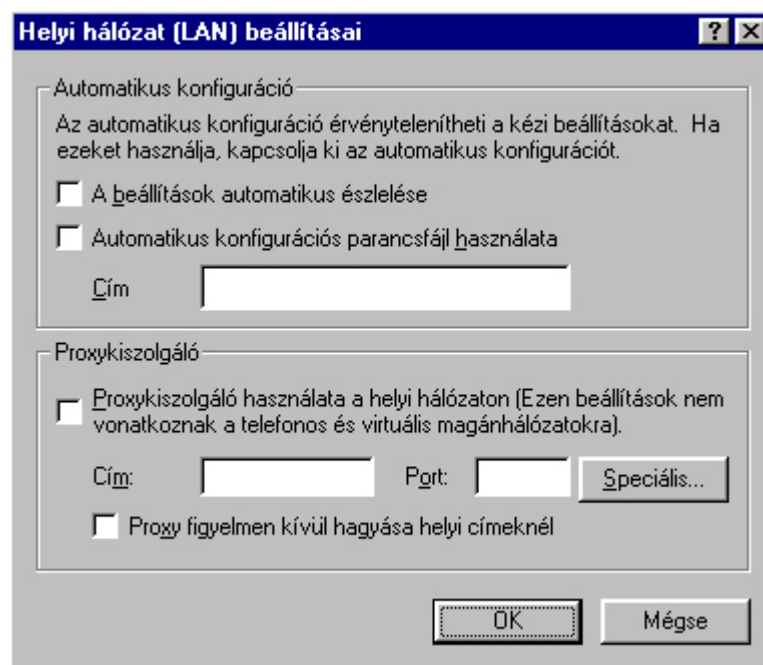 Helyi hálózat (LAN) beállításai
Automatikus konfiguráció
Az automatikus konfiguráció érvénytelenítheti a kézi beállításokat. Ha
ezeket használja, kapcsolja ki az automatikus konfigurációt.
A beállítások automatikus észlelése
Automatikus konfigurációs parancsfájl használata
Cím
Proxykiszolgáló
Proxykiszolgáló használata a helyi hálózaton (Ezen beállítások nem
vonatkoznak a telefonos és virtuális magánhálózatokra).
Cím: Port: Speciális...
Proxy figyelmen kívül hagyása helyi címeknél
OK Mégse